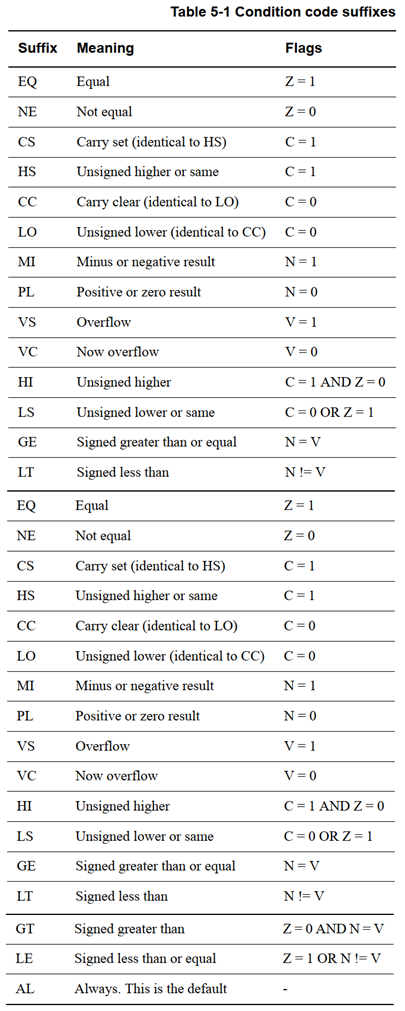 Table 5-1 Condition code suffixes
Suffix Meaning Flags
EQ Equal Z = 1
NE Not equal Z = 0
CS Carry set (identical to HS) C = 1
HS Unsigned higher or same C = 1
CC Carry clear (identical to LO) C = 0
LO Unsigned lower (identical to CC) C = 0
MI Minus or negative result N = 1
PL Positive or zero result N = 0
VS Overflow V = 1
VC Now overflow V = 0
HI Unsigned higher C = 1 AND Z = 0
LS Unsigned lower or same C = 0 OR Z = 1
GE Signed greater than or equal N = V
LT Signed less than N != V
EQ Equal Z = 1
NE Not equal Z = 0
CS Carry set (identical to HS) C = 1
HS Unsigned higher or same C = 1
CC Carry clear (identical to LO) C = 0
LO Unsigned lower (identical to CC) C = 0
MI Minus or negative result N = 1
PL Positive or zero result N = 0
VS Overflow V = 1
VC Now overflow V = 0
HI Unsigned higher C = 1 AND Z = 0
LS Unsigned lower or same C = 0 OR Z = 1
GE Signed greater than or equal N = V
LT Signed less than N != V
GT Signed greater than Z = 0 AND N = V
LE Signed less than or equal Z = 1 OR N != V
AL Always. This is the default -